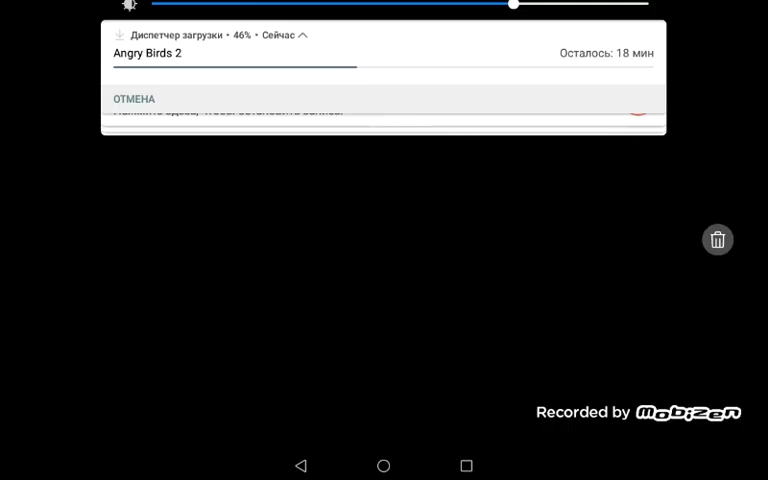 Диспетчер загрузки • 46% • Сейчас
Angry Birds 2 Осталось: 18 мин
ОТМЕНА
Recorded by Mobizen